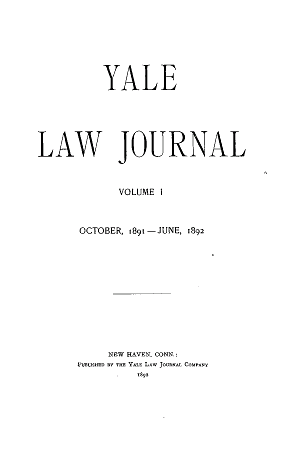 YALE
LAW JOURNAL
VOLUME I
OCTOBER, 1891—JUNE, 1892
NEW HAVEN, CONN.:
PUBLISHED BY THE YALE LAW JOURNAL COMPANY
1892